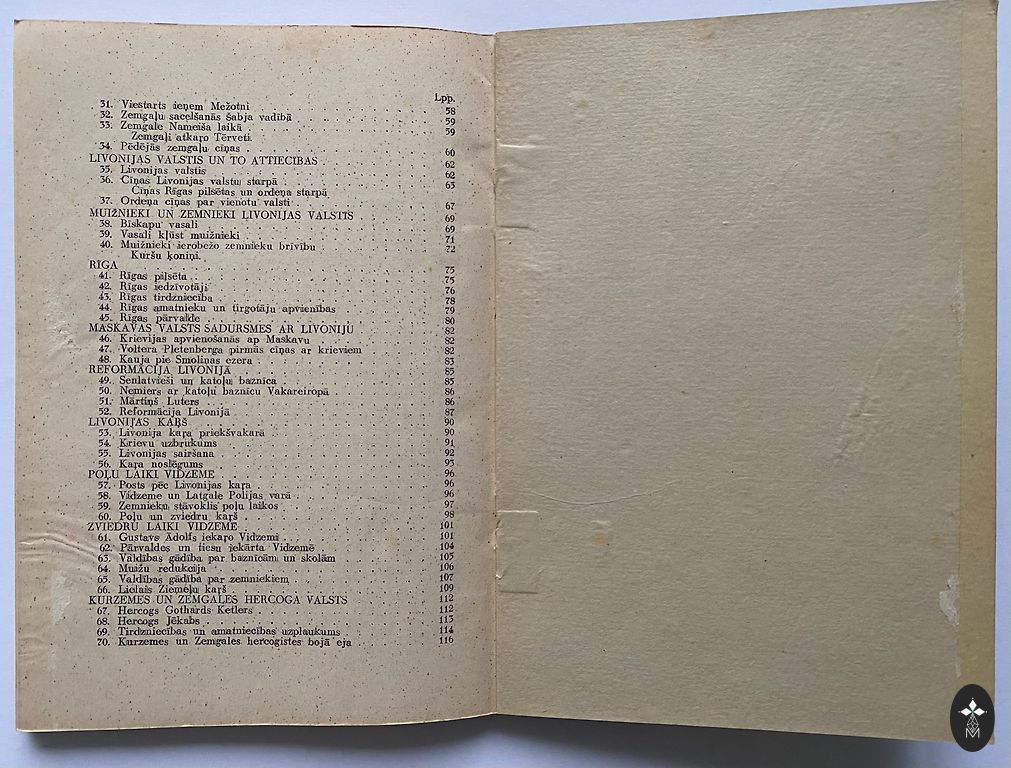 Lpp.
31. Viestarts ieņem Mežotni 58
32. Zemgaļu sacelšanās Šabja vadībā 59
33. Zemgale Nameiša laikā 59
Zemgaļi atkaŗo Tērveti.
34. Pēdējās zemgaļu cīņas 60
LIVONIJAS VALSTIS UN TO ATTIECĪBAS 62
35. Livonijas valstis 62
36. Cīņas Livonijas valstu starpā 63
Cīņas Rīgas pilsētas un ordeņa starpā
37. Ordeņa cīņas par vienotu valsti 67
MUIŽNIEKI UN ZEMNIEKI LIVONIJAS VALSTĪS 69
38. Bīskapu vasaļi 69
39. Vasaļi kļūst muižnieki 71
40. Muižnieki ierobežo zemnieku brīvību 72
Kuršu ķoniņi.
RĪGA 75
41. Rīgas pilsēta 75
42. Rīgas iedzīvotāji 76
43. Rīgas tirdzniecība 78
44. Rīgas amatnieku un tirgotāju apvienības 79
45. Rīgas pārvalde 80
MASKAVAS VALSTS SADURSMES AR LIVONIJU 82
46. Krievijas apvienošanās ap Maskavu 82
47. Voltera Pletenberga pirmās cīņas ar krieviem 82
48. Kauja pie Smoliņas ezera 83
REFORMĀCIJA LIVONIJĀ 85
49. Senlatvieši un katoļu baznīca 85
50. Nemiers ar katoļu baznīcu Vakareiropā 86
51. Mārtiņš Luters 86
52. Reformācija Livonijā 87
LIVONIJAS KAŖŠ 90
53. Livonija kaŗa priekšvakarā 90
54. Krievu uzbrukums 91
55. Livonijas sairšana 92
56. Kaŗa noslēgums 93
POĻU LAIKI VIDZEMĒ 96
57. Posts pēc Livonijas kaŗa 96
58. Vidzeme un Latgale Polijas varā 96
59. Zemnieku stāvoklis poļu laikos 97
60. Poļu un zviedru kaŗš 98
ZVIEDRU LAIKI VIDZEMĒ 101
61. Gustavs Ādolfs iekaŗo Vidzemi 101
62. Pārvaldes un tiesu iekārta Vidzemē 104
63. Valdības gādība par baznīcām un skolām 105
64. Muižu redukcija 106
65. Valdības gādība par zemniekiem 107
66. Lielais Ziemeļu kaŗš 109
KURZEMES UN ZEMGALES HERCOGA VALSTS 112
67. Hercogs Gothards Ketlers 112
68. Hercogs Jēkabs 113
69. Tirdzniecības un amatniecības uzplaukums 114
70. Kurzemes un Zemgales hercogistes bojā eja 116
M